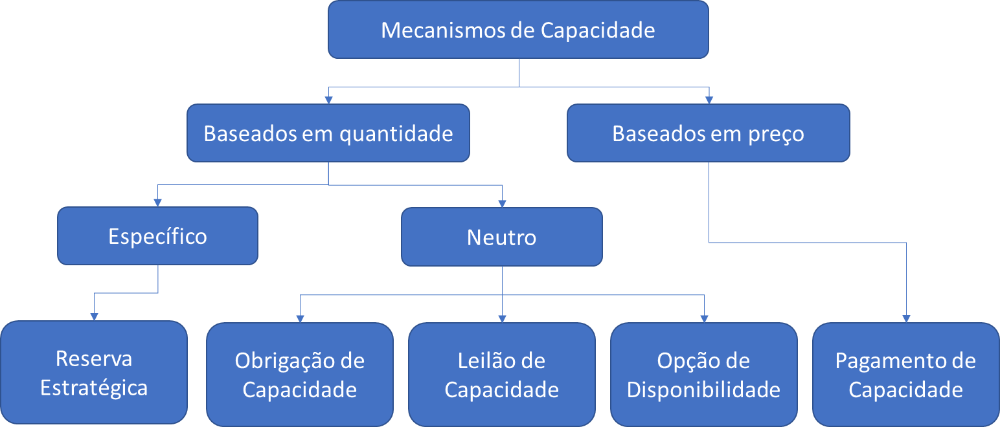 Mecanismos de Capacidade
Baseados em quantidade
Baseados em preço
Específico
Neutro
Reserva
Estratégica
Obrigação de
Capacidade
Leilão de
Capacidade
Opção de
Disponibilidade
Pagamento de
Capacidade